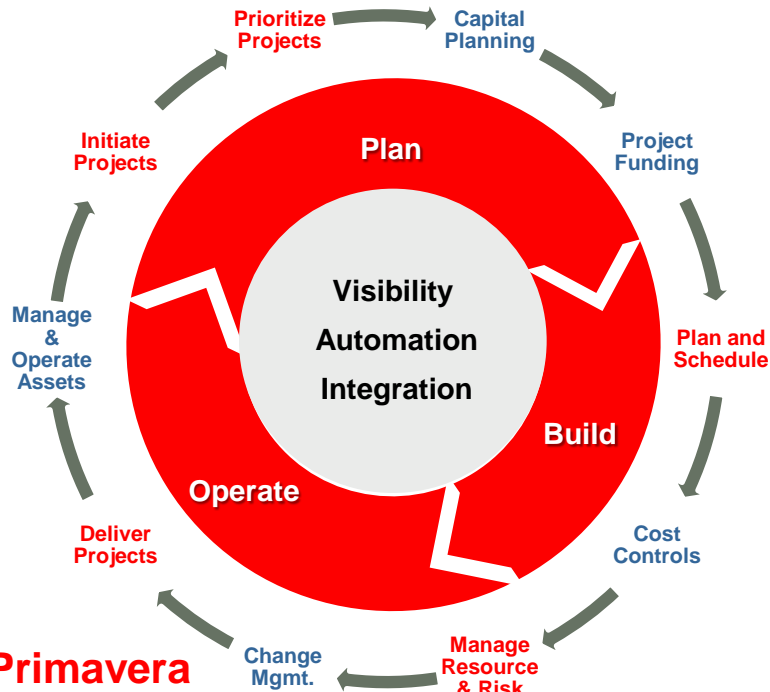 Prioritize
Projects
Capital
Planning
Project
Funding
Plan and
Schedule
Cost
Controls
Manage
Resource
& Risk
Change
Mgmt.
Deliver
Projects
Manage
&
Operate
Assets
Initiate
Projects
Plan
Build
Operate
Visibility
Automation
Integration
Primavera